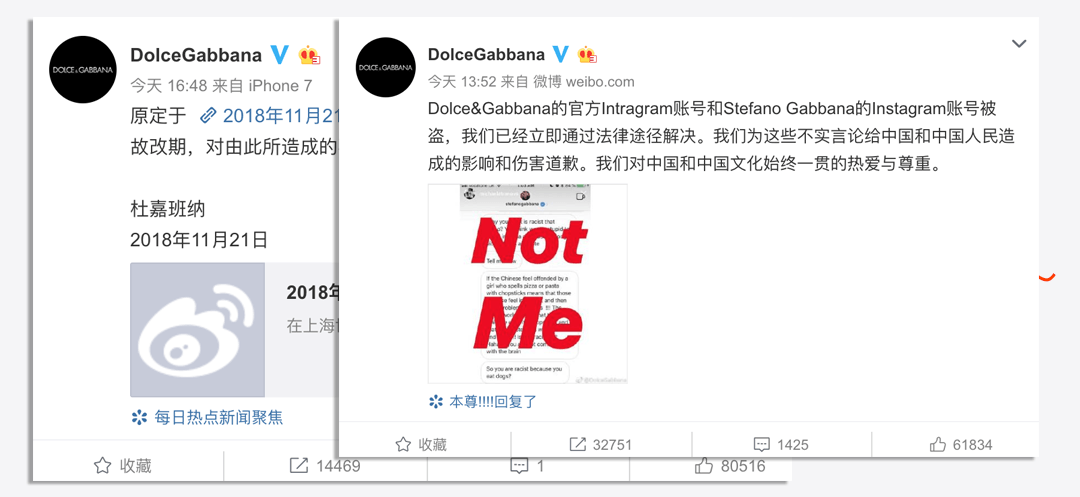 DOLCE & GABBANA
DolceGabbana
今天 16:48 来自 iPhone 7
原定于 2018年11月21
故改期，对由此所造成的
杜嘉班纳
2018年11月21日
2018年
在上海
每日热点新闻聚焦
收藏
14469
1
80516
DOLCE & GABBANA
DolceGabbana
今天 13:52 来自 微博 weibo.com
Dolce&Gabbana的官方Intragram账号和Stefano Gabbana的Instagram账号被
盗，我们已经立即通过法律途径解决。我们为这些不实言论给中国和中国人民造
成的影响和伤害道歉。我们对中国和中国文化始终一贯的热爱与尊重。
stefanogabbana
is racist that
Not
Tell me
If the Chinese feel offended by a
girl who spells pizza or pasta
with chopsticks means that those
Me
with the brain
So you are racist because you
eat dogs?
@DolceGabbana
本尊!!!!回复了
收藏
32751
1425
61834